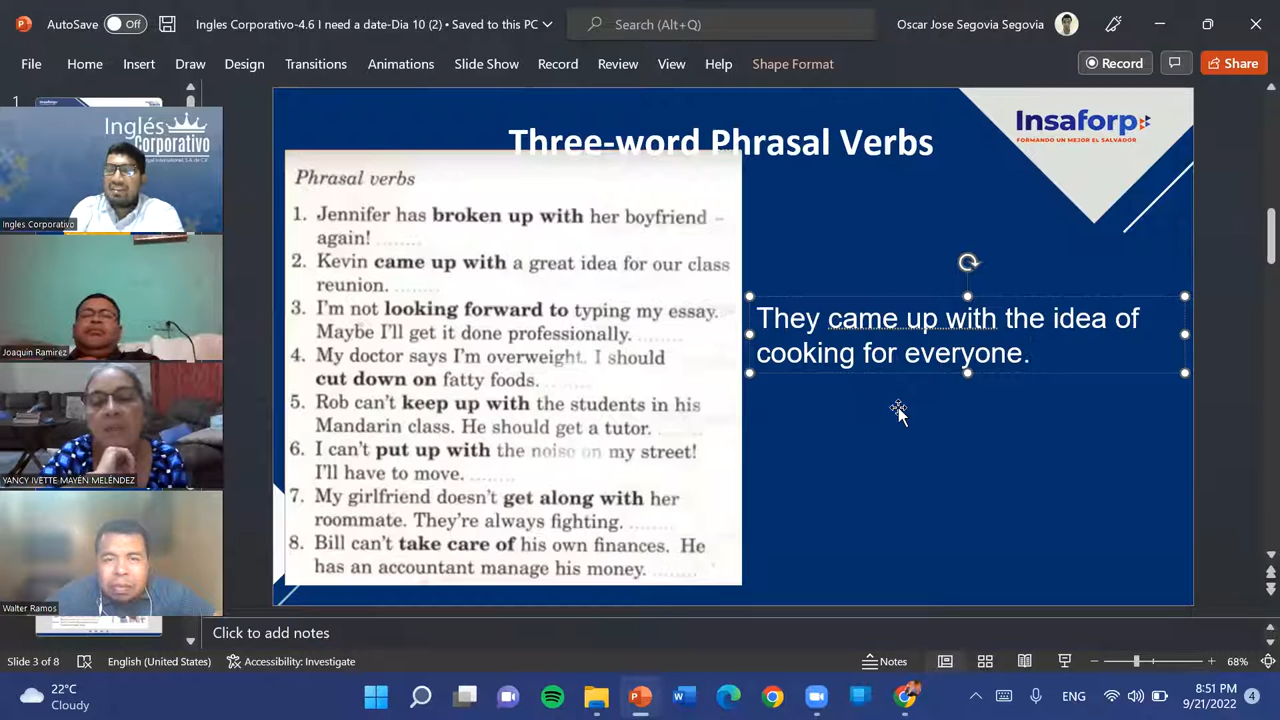 AutoSave
Off
Ingles Corporativo-4.6 I need a date-Dia 10 (2) • Saved to this PC
Search (Alt+Q)
Oscar Jose Segovia Segovia
File
Home
Insert
Draw
Design
Transitions
Animations
Slide Show
Record
Review
View
Help
Shape Format
Record
Share
1
Inglés
Corporativo
Ingles Corporativo
Joaquin Ramirez
YANCY IVETTE MAYEN MELÉNDEZ
Walter Ramos
Three-word Phrasal Verbs
Insaforp
FORMANDO UN MEJOR EL SALVADOR
Phrasal verbs
1. Jennifer has broken up with her boyfriend –
again! ........
2. Kevin came up with a great idea for our class
reunion. ........
3. I'm not looking forward to typing my essay.
Maybe I'll get it done professionally. ........
4. My doctor says I'm overweight. I should
cut down on fatty foods. ........
5. Rob can't keep up with the students in his
Mandarin class. He should get a tutor. ........
6. I can't put up with the noise on my street!
I'll have to move. ........
7. My girlfriend doesn't get along with her
roommate. They're always fighting. ........
8. Bill can't take care of his own finances. He
has an accountant manage his money. ........
They came up with the idea of
cooking for everyone.
Click to add notes
Slide 3 of 8
English (United States)
Accessibility: Investigate
Notes
68%
22°C
Cloudy
ENG
8:51 PM
9/21/2022
4